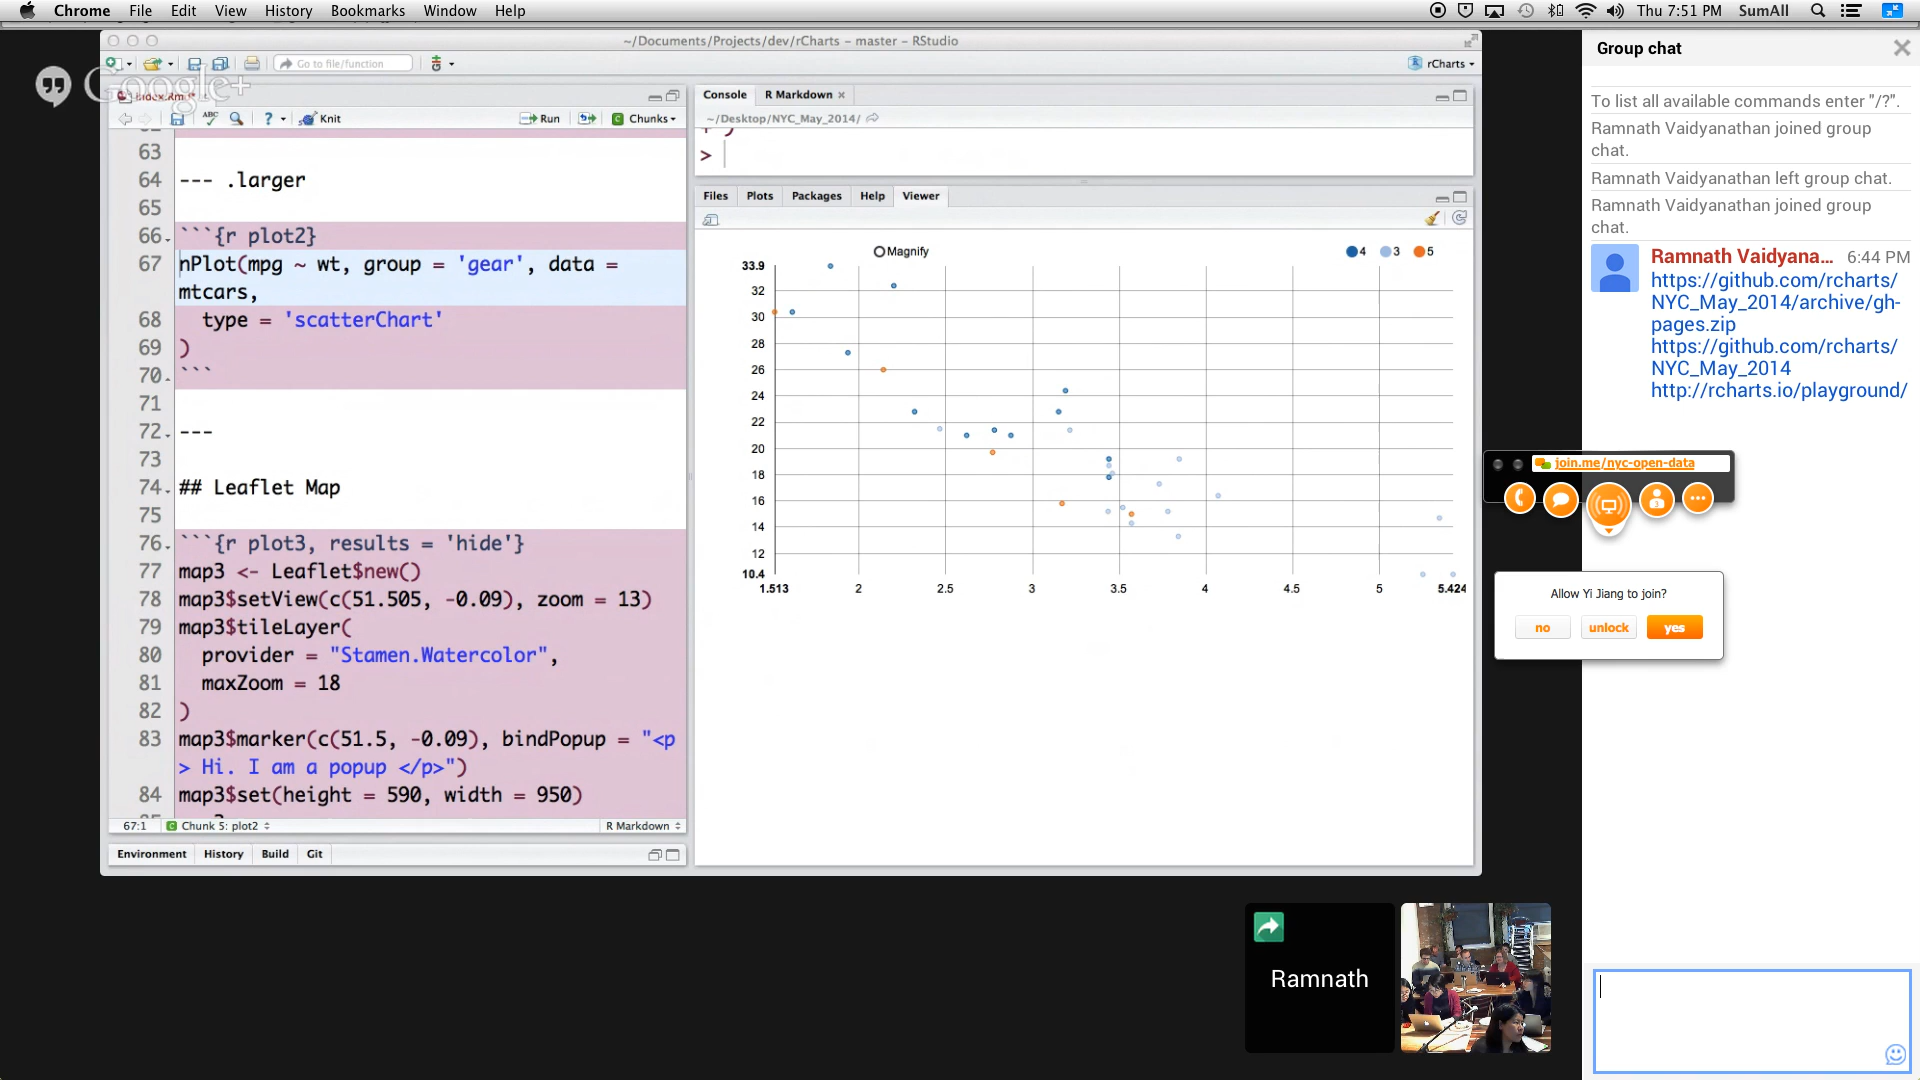 Chrome File Edit View History Bookmarks Window Help
Thu 7:51 PM SumAll
~/Documents/Projects/dev/rCharts - master - RStudio
Go to file/function
rCharts
Google+
index.Rmd*
ABC
Knit
Run
Chunks
63
64 --- .larger
65
66 ```{r plot2}
67 nPlot(mpg ~ wt, group = 'gear', data =
mtcars,
68 type = 'scatterChart'
69 )
70 ```
71
72 ---
73
74 ## Leaflet Map
75
76 ```{r plot3, results = 'hide'}
77 map3 <- Leaflet$new()
78 map3$setView(c(51.505, -0.09), zoom = 13)
79 map3$tileLayer(
80 provider = "Stamen.Watercolor",
81 maxZoom = 18
82 )
83 map3$marker(c(51.5, -0.09), bindPopup = "<p
> Hi. I am a popup </p>")
84 map3$set(height = 590, width = 950)
67:1 Chunk 5: plot2 R Markdown
Environment History Build Git
Console R Markdown
~/Desktop/NYC_May_2014/
+ )
>
Files Plots Packages Help Viewer
Magnify 4 3 5
33.9
32
30
28
26
24
22
20
18
16
14
12
10.4
1.513 2 2.5 3 3.5 4 4.5 5 5.424
Group chat
To list all available commands enter "/?".
Ramnath Vaidyanathan joined group
chat.
Ramnath Vaidyanathan left group chat.
Ramnath Vaidyanathan joined group
chat.
Ramnath Vaidyana... 6:44 PM
https://github.com/rcharts/
NYC_May_2014/archive/gh-
pages.zip
https://github.com/rcharts/
NYC_May_2014
http://rcharts.io/playground/
join.me/nyc-open-data
Allow Yi Jiang to join?
no unlock yes
Ramnath